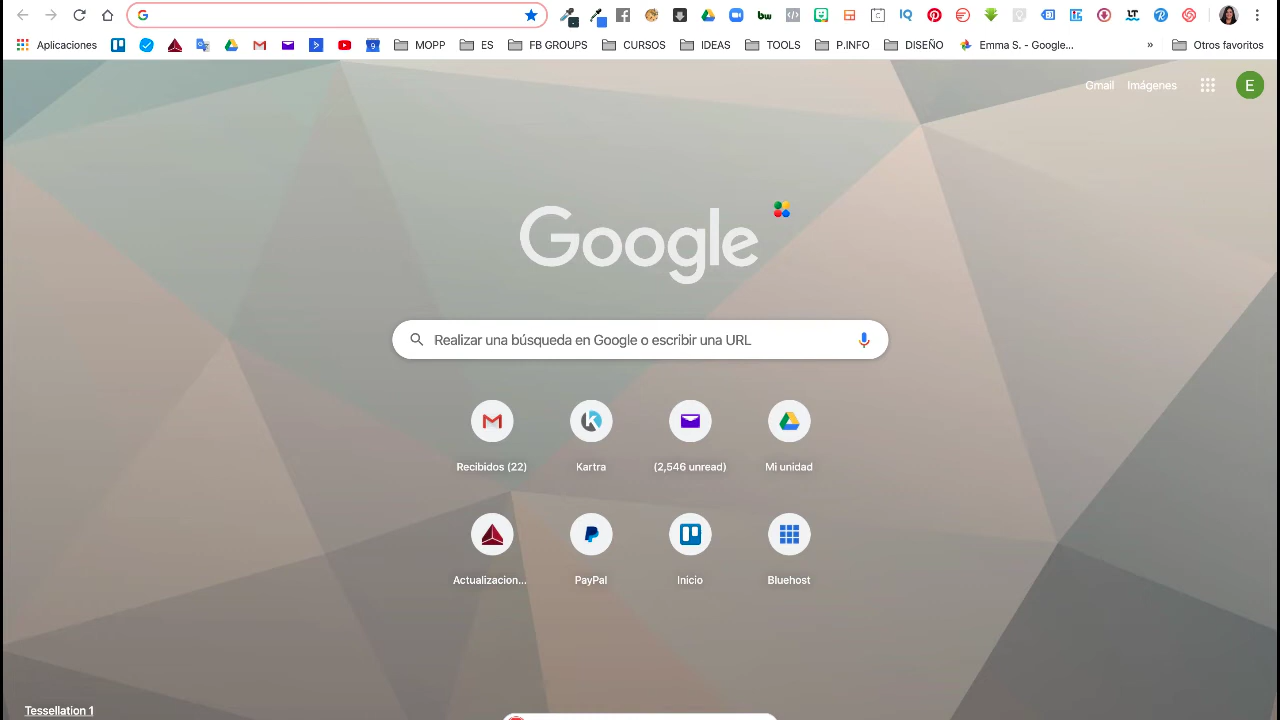 Aplicaciones MOPP ES FB GROUPS CURSOS IDEAS TOOLS P.INFO DISEÑO Emma S. - Google... » Otros favoritos
Gmail Imágenes E
Google
Realizar una búsqueda en Google o escribir una URL
Recibidos (22) Kartra (2,546 unread) Mi unidad
Actualizacion... PayPal Inicio Bluehost
Tessellation 1